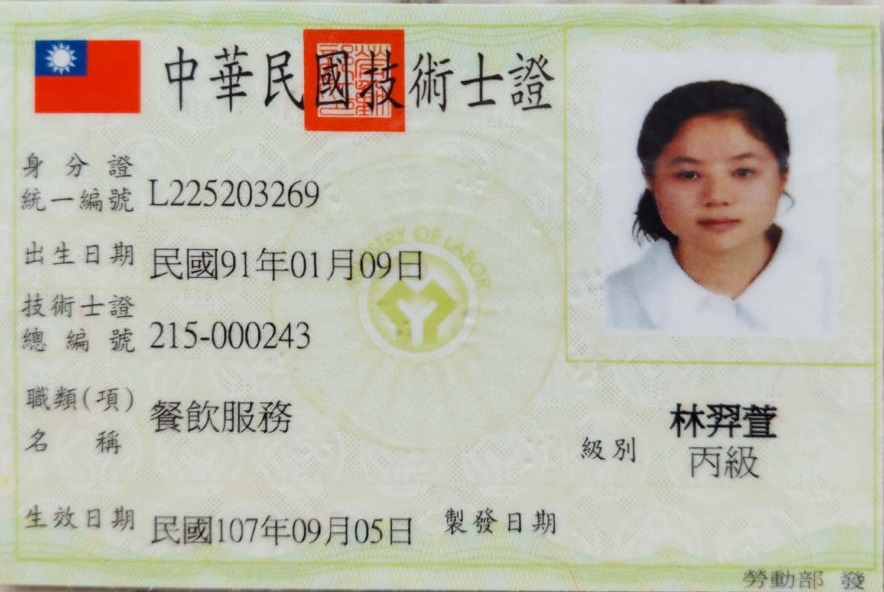 中華民國技術士證
身分證
統一編號 L225203269
出生日期 民國91年01月09日
技術士證
總編號 215-000243
職類(項)
名稱 餐飲服務
林羿萱
級別 丙級
生效日期 民國107年09月05日 製發日期
勞動部 發
MINISTRY OF LABOR